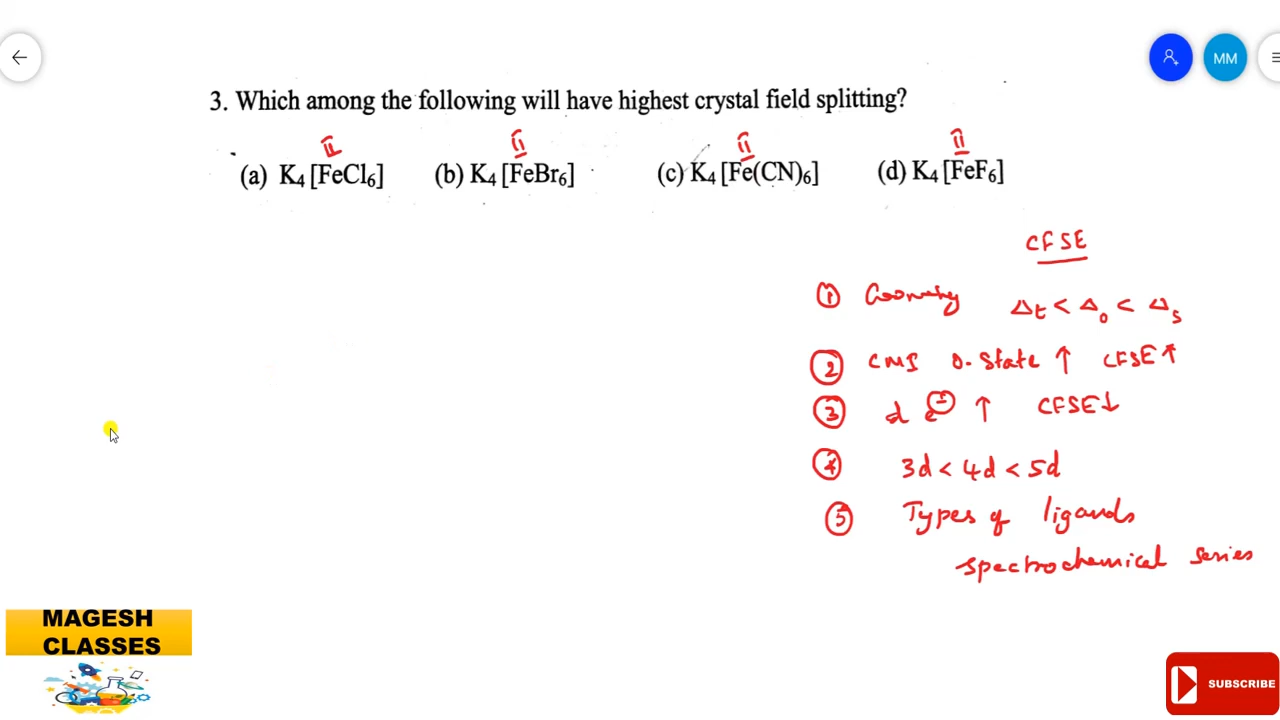 MM
3. Which among the following will have highest crystal field splitting?
II II II II
(a) K₄ [FeCl₆] (b) K₄ [FeBr₆] (c) K₄ [Fe(CN)₆] (d) K₄ [FeF₆]
CFSE
① Geometry Δt < Δo < Δs
② CMI O. State ↑ CFSE ↑
③ d e⊖ ↑ CFSE ↓
④ 3d < 4d < 5d
⑤ Types of ligands
spectrochemical series
MAGESH
CLASSES
SUBSCRIBE